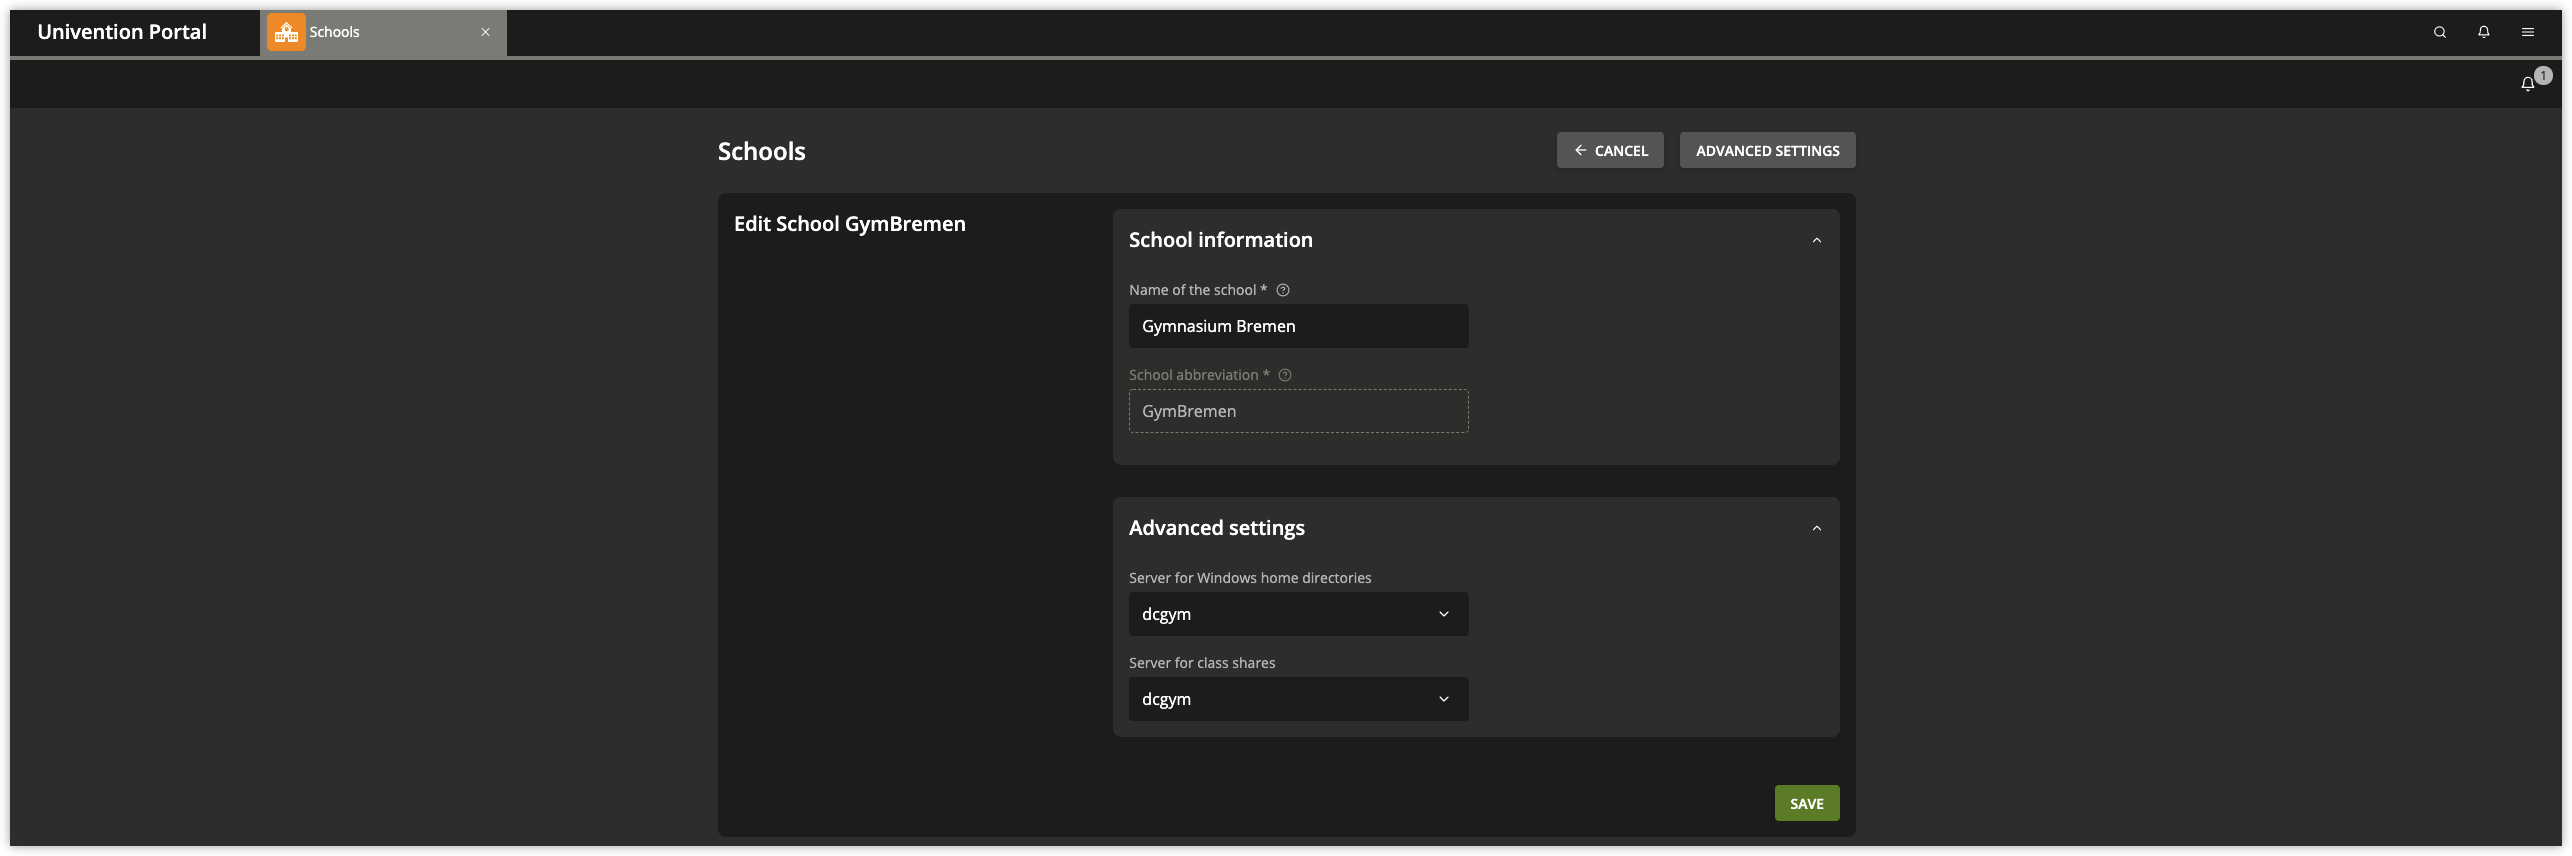 Univention Portal
Schools
1
Schools
CANCEL
ADVANCED SETTINGS
Edit School GymBremen
School information
Name of the school *
Gymnasium Bremen
School abbreviation *
GymBremen
Advanced settings
Server for Windows home directories
dcgym
Server for class shares
dcgym
SAVE